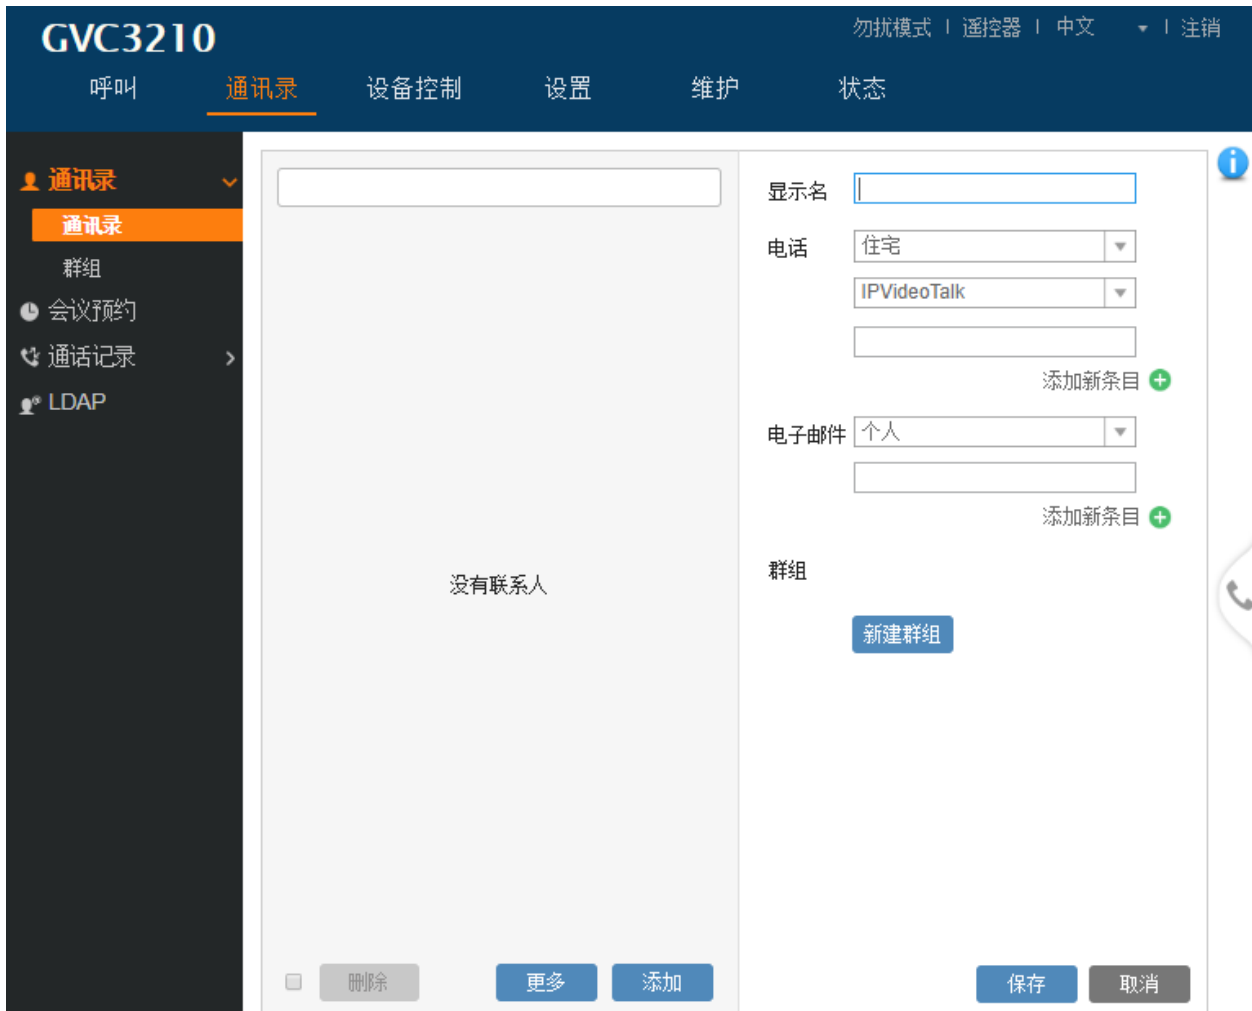 GVC3210
勿扰模式 | 遥控器 | 中文 | 注销
呼叫 通讯录 设备控制 设置 维护 状态
通讯录
通讯录
群组
会议预约
通话记录
LDAP
没有联系人
删除 更多 添加
显示名
电话 住宅
IPVideoTalk
添加新条目
电子邮件 个人
添加新条目
群组
新建群组
保存 取消